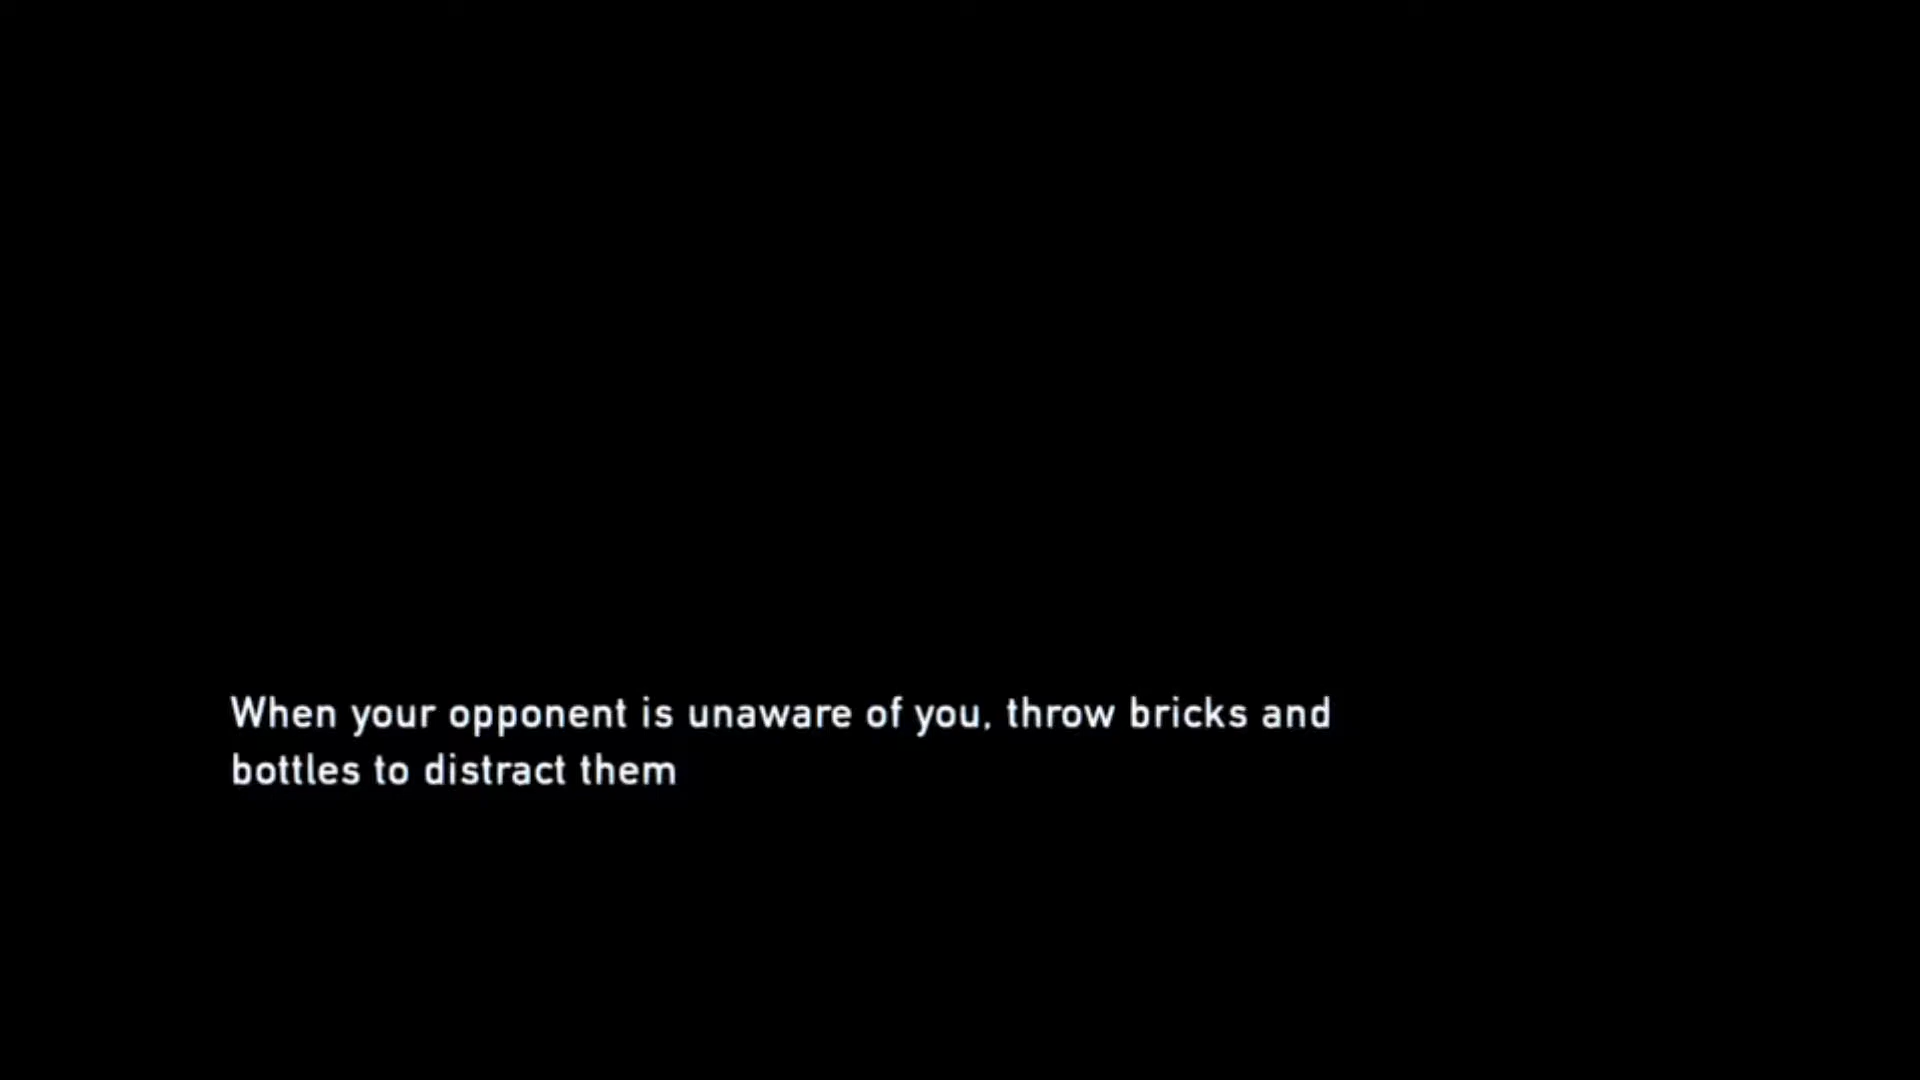 When your opponent is unaware of you, throw bricks and
bottles to distract them